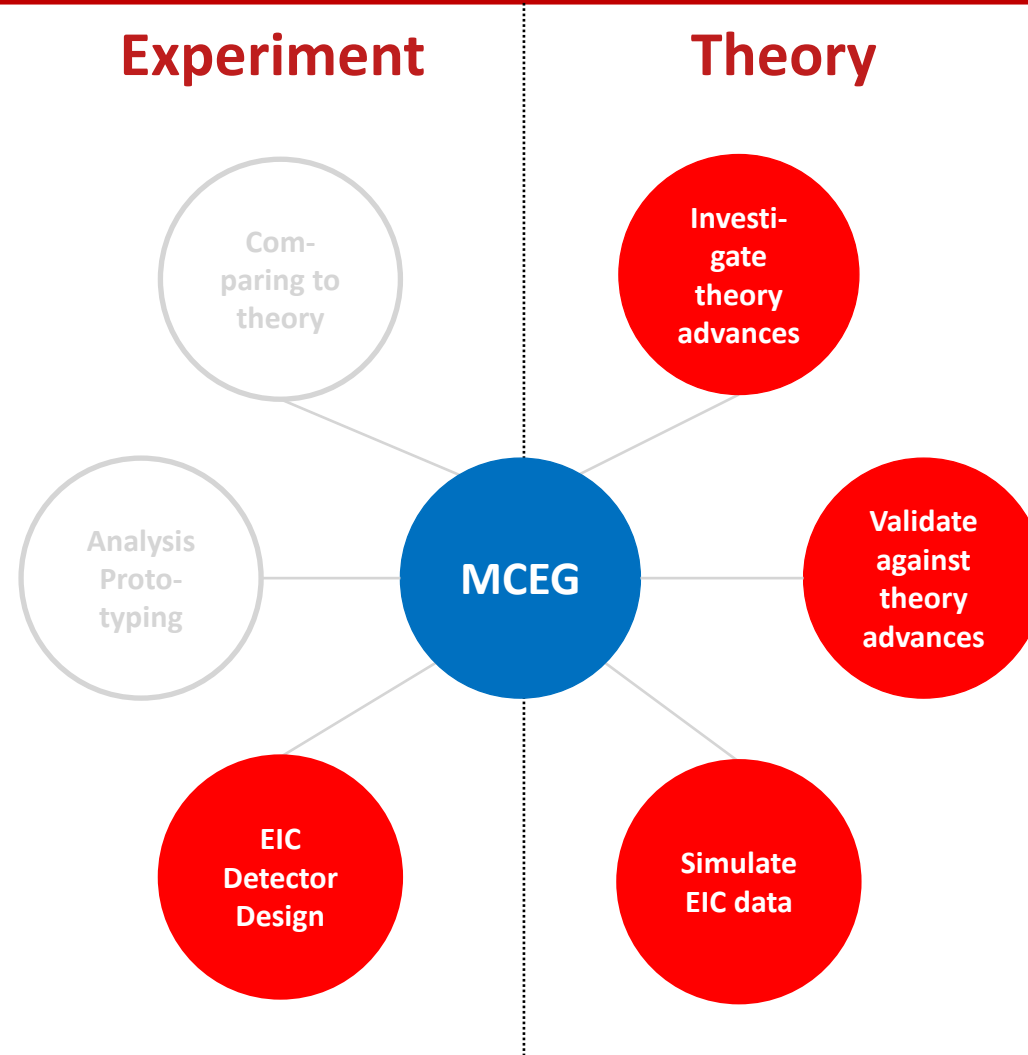 Experiment
Theory
Com-
paring to
theory
Investi-
gate
theory
advances
Analysis
Proto-
typing
MCEG
Validate
against
theory
advances
EIC
Detector
Design
Simulate
EIC data